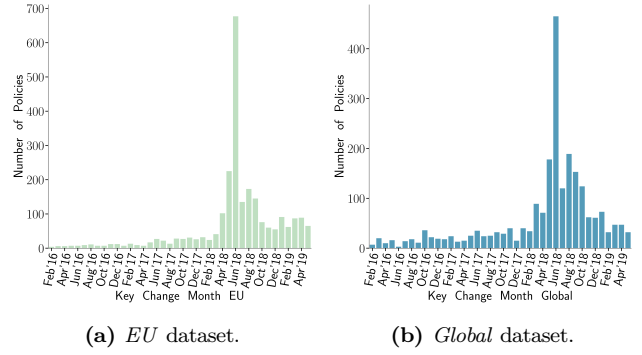 700
600
500
400
300
200
100
0
Number of Policies
Feb'16
Apr'16
Jun'16
Aug'16
Oct'16
Dec'16
Feb'17
Apr'17
Jun'17
Aug'17
Oct'17
Dec'17
Feb'18
Apr'18
Jun'18
Aug'18
Oct'18
Dec'18
Feb'19
Apr'19
Key Change Month EU
(a) EU dataset.
400
300
200
100
0
Number of Policies
Feb'16
Apr'16
Jun'16
Aug'16
Oct'16
Dec'16
Feb'17
Apr'17
Jun'17
Aug'17
Oct'17
Dec'17
Feb'18
Apr'18
Jun'18
Aug'18
Oct'18
Dec'18
Feb'19
Apr'19
Key Change Month Global
(b) Global dataset.